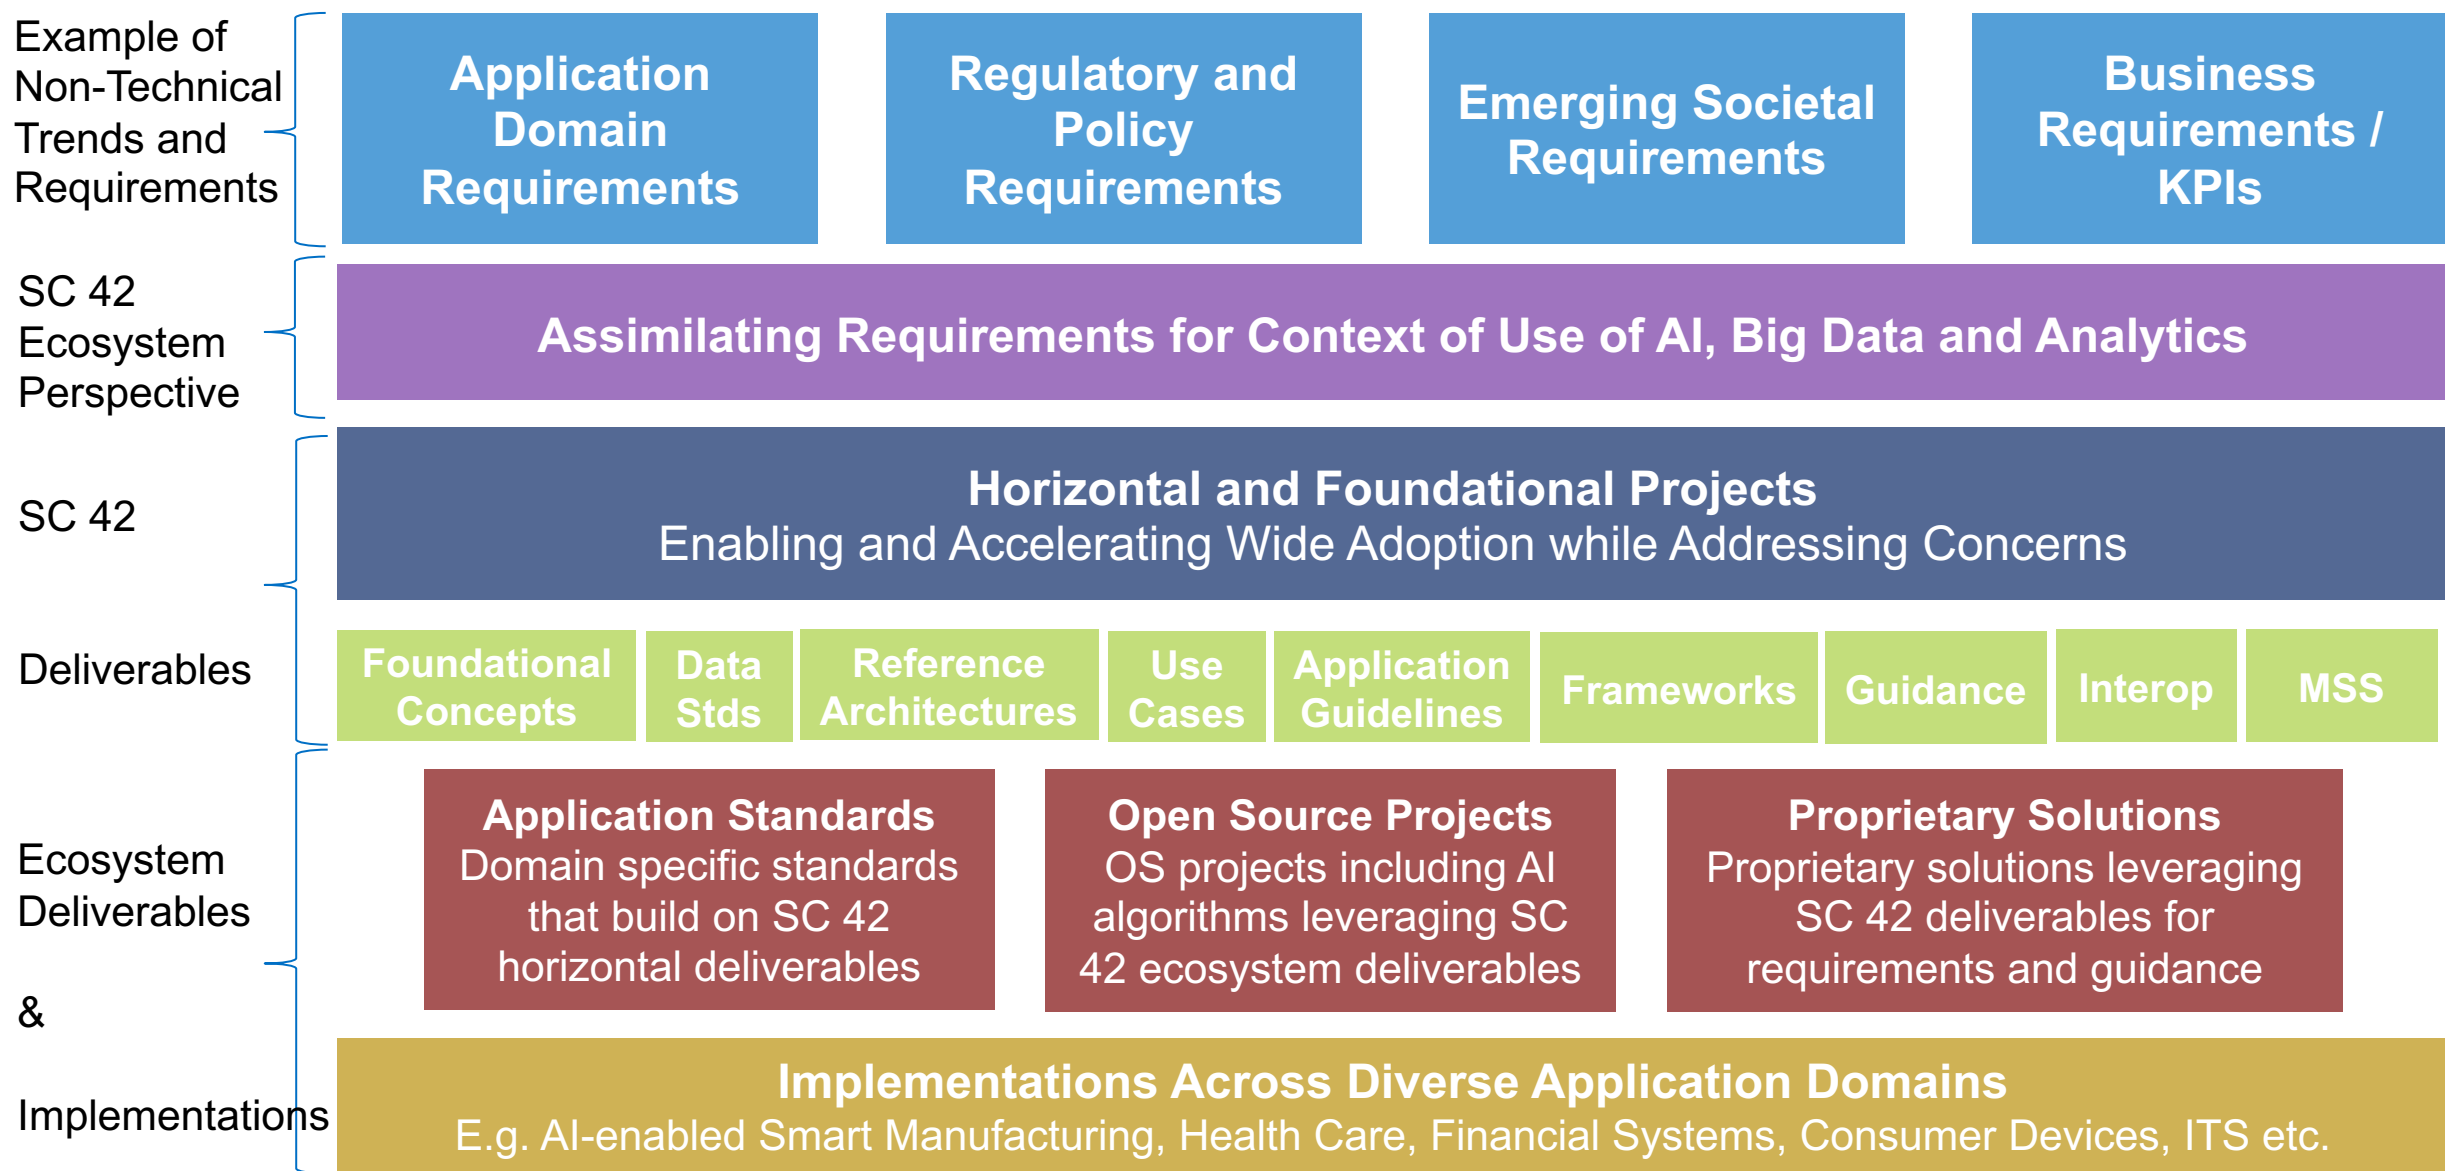 Example of
Non-Technical
Trends and
Requirements
Application
Domain
Requirements
Regulatory and
Policy
Requirements
Emerging Societal
Requirements
Business
Requirements /
KPIs
SC 42
Ecosystem
Perspective
Assimilating Requirements for Context of Use of AI, Big Data and Analytics
SC 42
Horizontal and Foundational Projects
Enabling and Accelerating Wide Adoption while Addressing Concerns
Deliverables
Foundational
Concepts
Data
Stds
Reference
Architectures
Use
Cases
Application
Guidelines
Frameworks
Guidance
Interop
MSS
Ecosystem
Deliverables
&
Implementations
Application Standards
Domain specific standards
that build on SC 42
horizontal deliverables
Open Source Projects
OS projects including AI
algorithms leveraging SC
42 ecosystem deliverables
Proprietary Solutions
Proprietary solutions leveraging
SC 42 deliverables for
requirements and guidance
Implementations Across Diverse Application Domains
E.g. AI-enabled Smart Manufacturing, Health Care, Financial Systems, Consumer Devices, ITS etc.